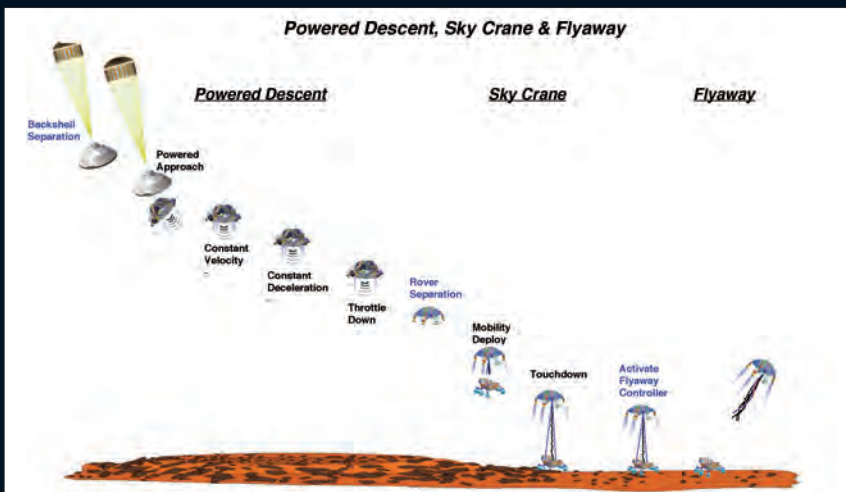 Powered Descent, Sky Crane & Flyaway
Powered Descent
Sky Crane
Flyaway
Backshell
Separation
Powered
Approach
Constant
Velocity
Constant
Deceleration
Throttle
Down
Rover
Separation
Mobility
Deploy
Touchdown
Activate
Flyaway
Controller